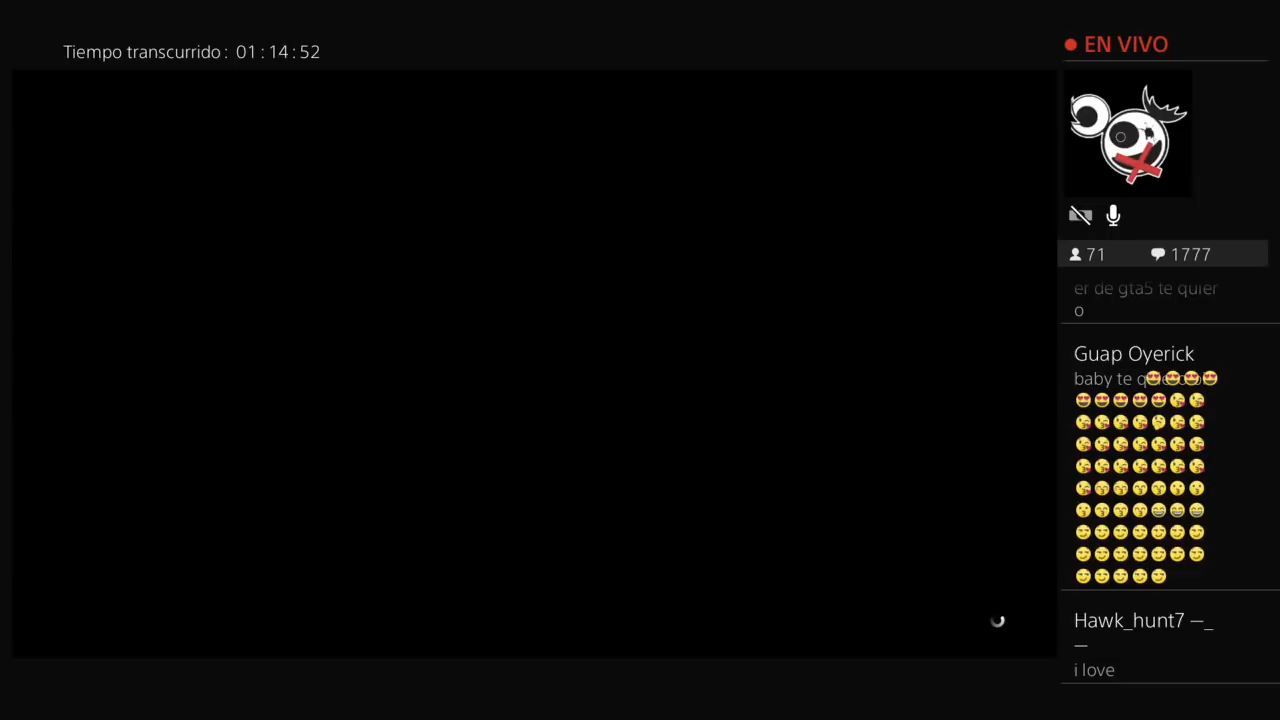 Tiempo transcurrido: 01:14:52
EN VIVO
71 1777
er de gta5 te quier
o
Guap Oyerick
baby te
Hawk_hunt7 —_
—
i love